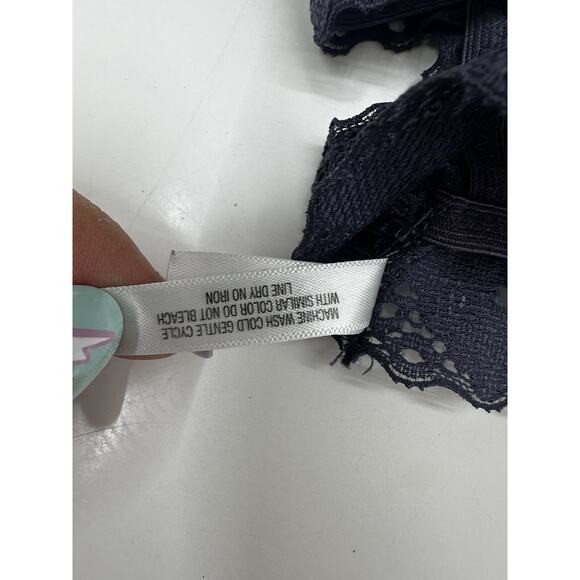 MACHINE WASH COLD GENTLE CYCLE
WITH SIMILAR COLOR DO NOT BLEACH
LINE DRY NO IRON